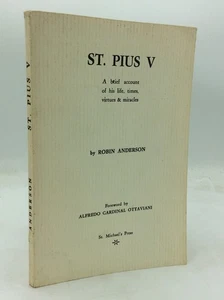 ST. PIUS V
A brief account
of his life, times,
virtues & miracles
by ROBIN ANDERSON
Foreword by
ALFREDO CARDINAL OTTAVIANI
St. Michael's Press
ST. PIUS V
ANDERSON